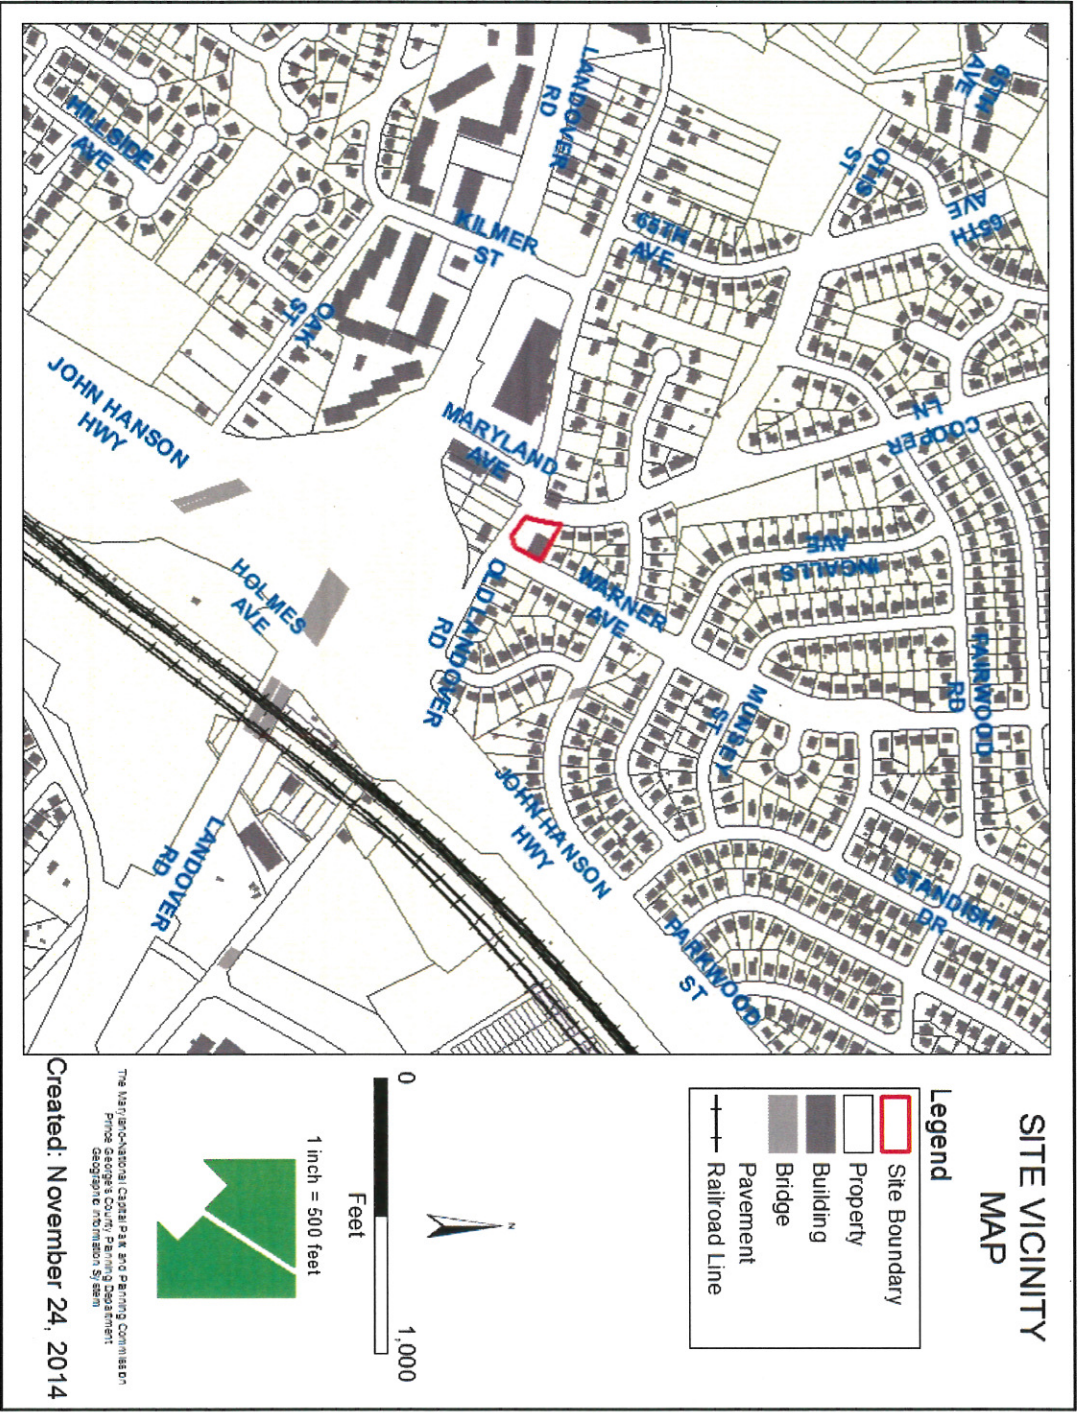 SITE VICINITY
MAP
Legend
Site Boundary
Property
Building
Bridge
Pavement
Railroad Line
N
0
1,000
Feet
1 inch = 500 feet
The Maryland-National Capital Park and Planning Commission
Prince George's County Planning Department
Geographic Information System
Created: November 24, 2014
65TH
AVE
OTIS
ST
65TH
AVE
LANDOVER
RD
HILLSIDE
AVE
KILMER
ST
65TH
AVE
OAK
ST
COOPER
LN
JOHN HANSON
HWY
MARYLAND
AVE
INGALLS
AVE
WARNER
AVE
HOLMES
AVE
OLD LANDOVER
RD
PARKWOOD
RD
MUNSEY
ST
JOHN HANSON
HWY
LANDOVER
RD
STANDISH
DR
PARKWOOD
ST